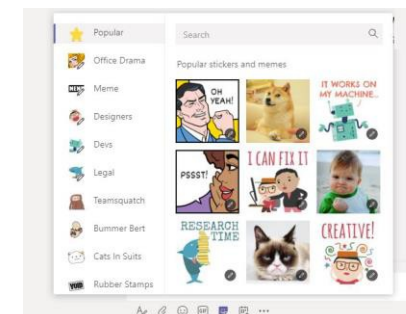 Popular
Office Drama
Meme
Designers
Devs
Legal
Teamsquatch
Bummer Bert
Cats In Suits
Rubber Stamps
Search
Popular stickers and memes
OH
YEAH!
IT WORKS ON
MY MACHINE...
PSSST!
I CAN FIX IT
RESEARCH
TIME
CREATIVE!
GIF